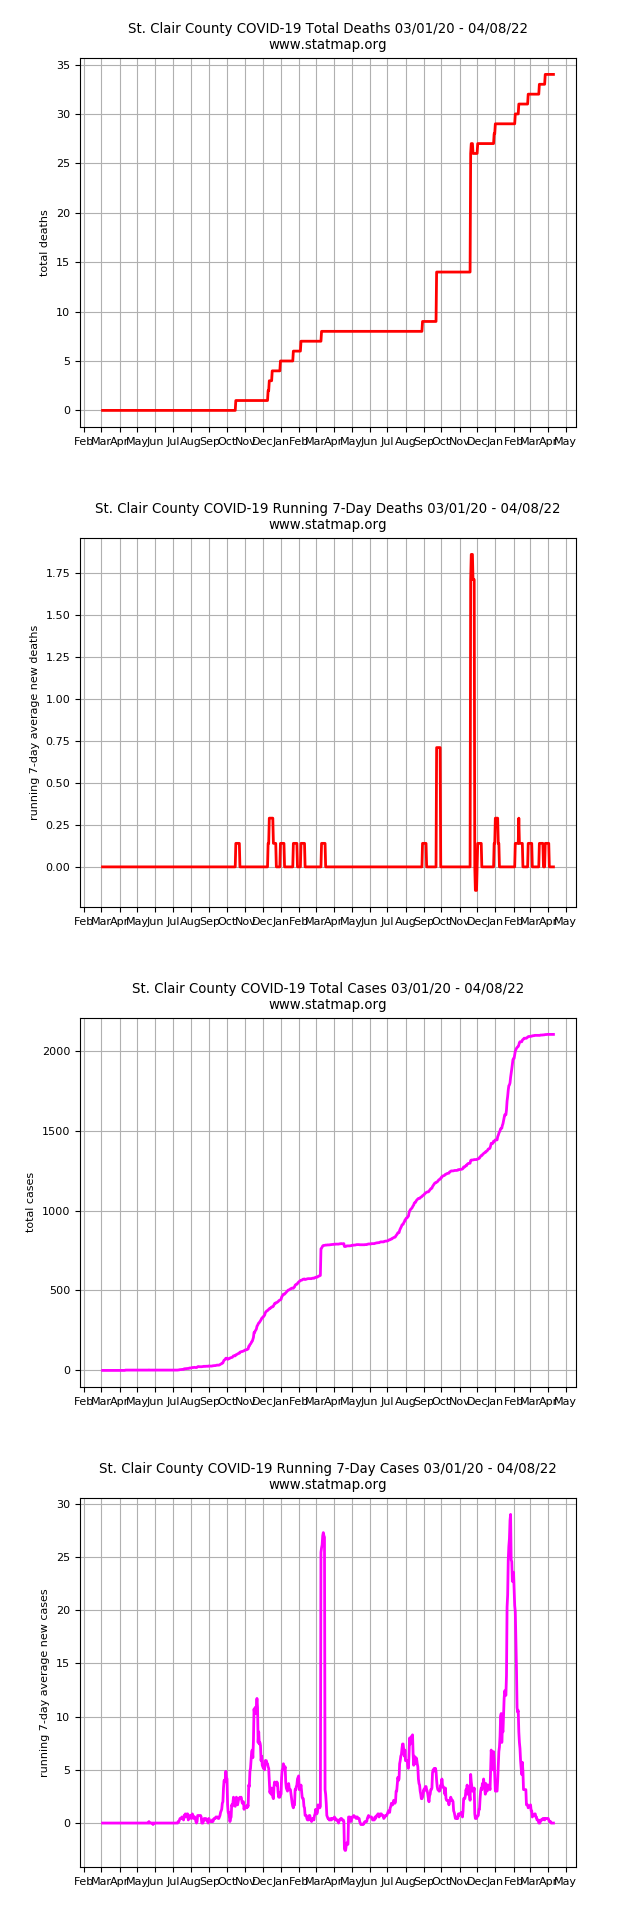 St. Clair County COVID-19 Total Deaths 03/01/20 - 04/08/22
www.statmap.org
35
30
25
20
15
10
5
0
total deaths
Feb Mar Apr May Jun Jul Aug Sep Oct Nov Dec Jan Feb Mar Apr May Jun Jul Aug Sep Oct Nov Dec Jan Feb Mar Apr May
St. Clair County COVID-19 Running 7-Day Deaths 03/01/20 - 04/08/22
www.statmap.org
1.75
1.50
1.25
1.00
0.75
0.50
0.25
0.00
running 7-day average new deaths
Feb Mar Apr May Jun Jul Aug Sep Oct Nov Dec Jan Feb Mar Apr May Jun Jul Aug Sep Oct Nov Dec Jan Feb Mar Apr May
St. Clair County COVID-19 Total Cases 03/01/20 - 04/08/22
www.statmap.org
2000
1500
1000
500
0
total cases
Feb Mar Apr May Jun Jul Aug Sep Oct Nov Dec Jan Feb Mar Apr May Jun Jul Aug Sep Oct Nov Dec Jan Feb Mar Apr May
St. Clair County COVID-19 Running 7-Day Cases 03/01/20 - 04/08/22
www.statmap.org
30
25
20
15
10
5
0
running 7-day average new cases
Feb Mar Apr May Jun Jul Aug Sep Oct Nov Dec Jan Feb Mar Apr May Jun Jul Aug Sep Oct Nov Dec Jan Feb Mar Apr May